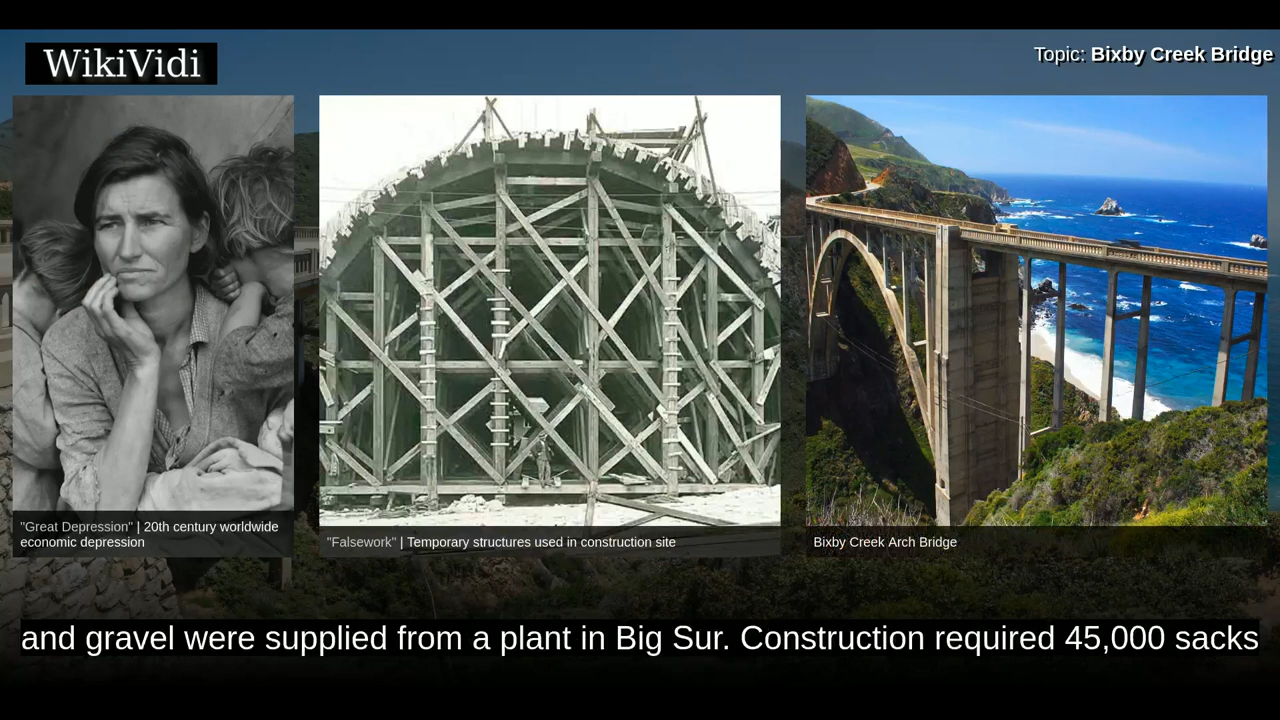 WikiVidi
Topic: Bixby Creek Bridge
"Great Depression" | 20th century worldwide
economic depression
"Falsework" | Temporary structures used in construction site
Bixby Creek Arch Bridge
and gravel were supplied from a plant in Big Sur. Construction required 45,000 sacks